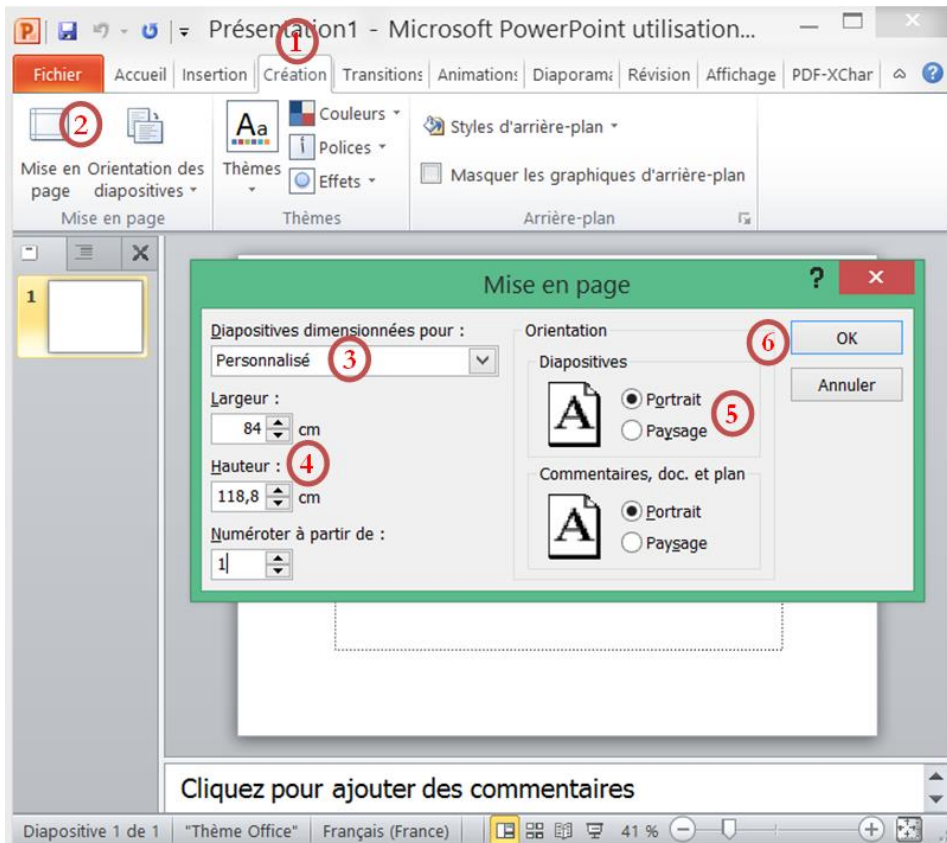 Présentation1 - Microsoft PowerPoint utilisation...
1
Fichier Accueil Insertion Création Transitions Animations Diaporama Révision Affichage PDF-XChar
2
Mise en page
Orientation des diapositives
Mise en page
Aa
Thèmes
Couleurs
Polices
Effets
Thèmes
Styles d'arrière-plan
Masquer les graphiques d'arrière-plan
Arrière-plan
1
Mise en page
?
Diapositives dimensionnées pour :
Personnalisé
3
Largeur :
84 cm
Hauteur :
4
118,8 cm
Numéroter à partir de :
1
Orientation
Diapositives
A
Portrait
Paysage
5
Commentaires, doc. et plan
A
Portrait
Paysage
6
OK
Annuler
Cliquez pour ajouter des commentaires
Diapositive 1 de 1 "Thème Office" Français (France) 41 %